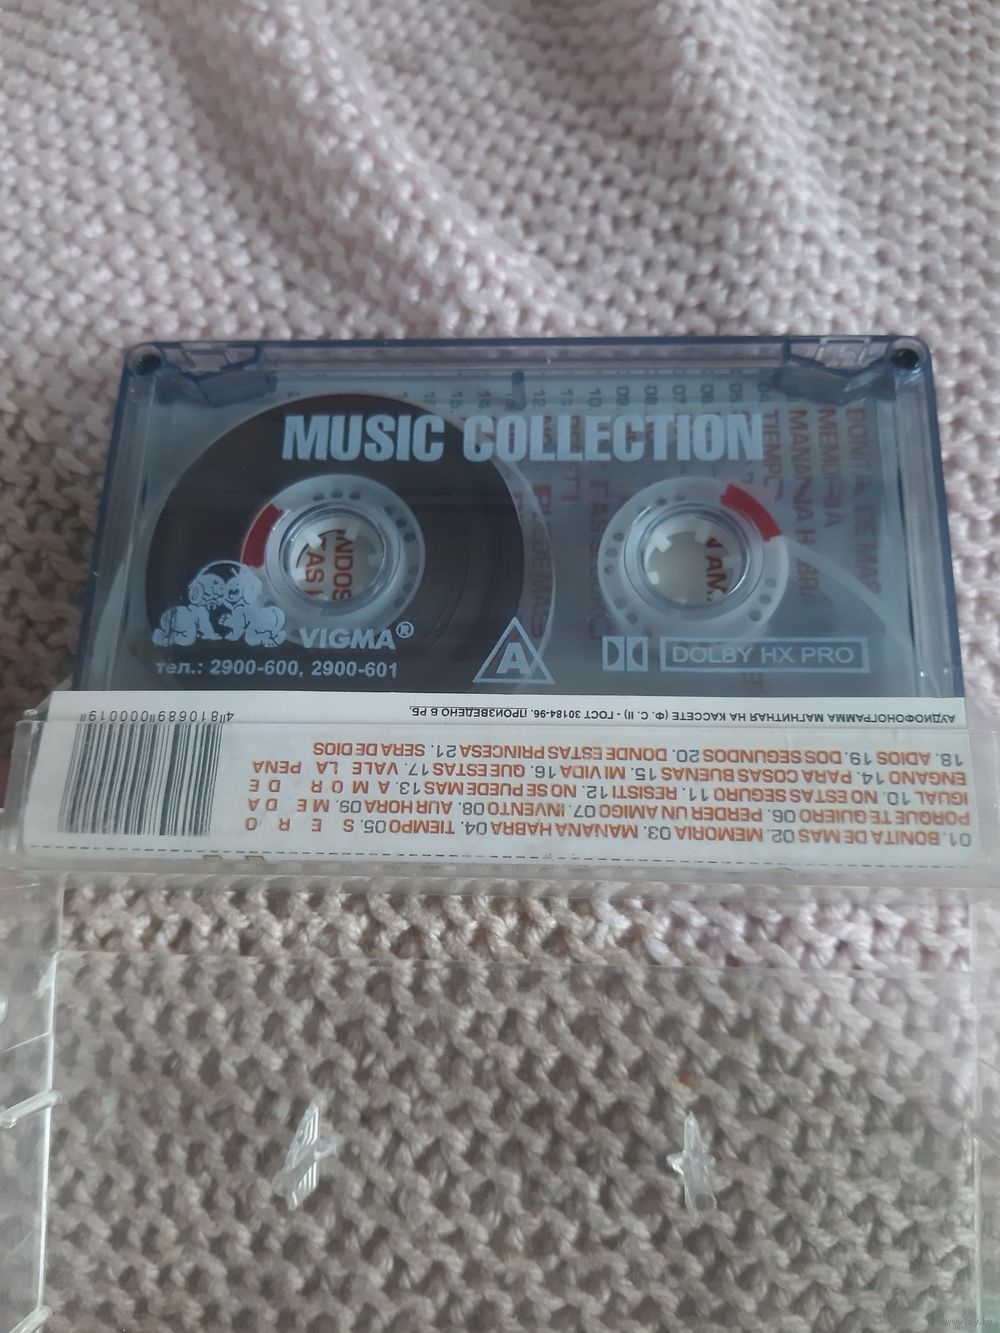 MUSIC COLLECTION
VIGMA®
тел.: 2900-600, 2900-601
A
DOLBY HX PRO
АУДИОФОНОГРАММА МАГНИТНАЯ НА КАССЕТЕ (Ф. С. II) - ГОСТ 30184-96. ПРОИЗВЕДЕНО В РБ.
4"810689"000019"
01. BONITA DE MAS 02. MEMORIA 03. MANANA HABRA 04. TIEMPO 05. S E R O
PORQUE TE QUIERO 06. PERDER UN AMIGO 07. INVENTO 08. AUR HORA 09. ME DA
IGUAL 10. NO ESTAS SEGURO 11. RESISTI 12. NO SE PUEDE MAS 13. AMOR DE
ENGANO 14. PARA COSAS BUENAS 15. MI VIDA 16. QUE ESTAS 17. VALE LA PENA
18. ADIOS 19. DOS SEGUNDOS 20. DONDE ESTAS PRINCESA 21. SERA DE DIOS